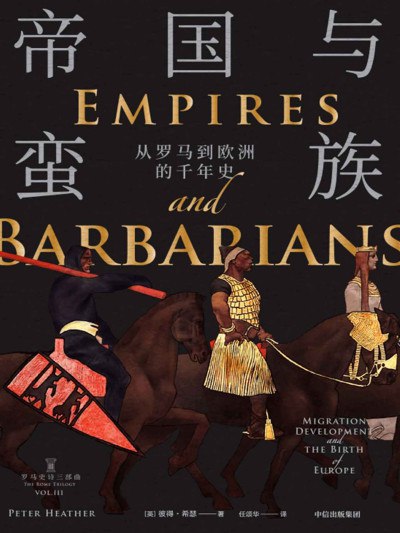 帝国与
EMPIRES
从罗马到欧洲
的千年史
蛮族
and
BARBARIANS
MIGRATION
DEVELOPMENT
and
THE BIRTH
of
EUROPE
罗马史诗三部曲
THE ROME TRILOGY
VOL.III
PETER HEATHER
[英] 彼得·希瑟 — 著
任颂华 — 译
中信出版集团